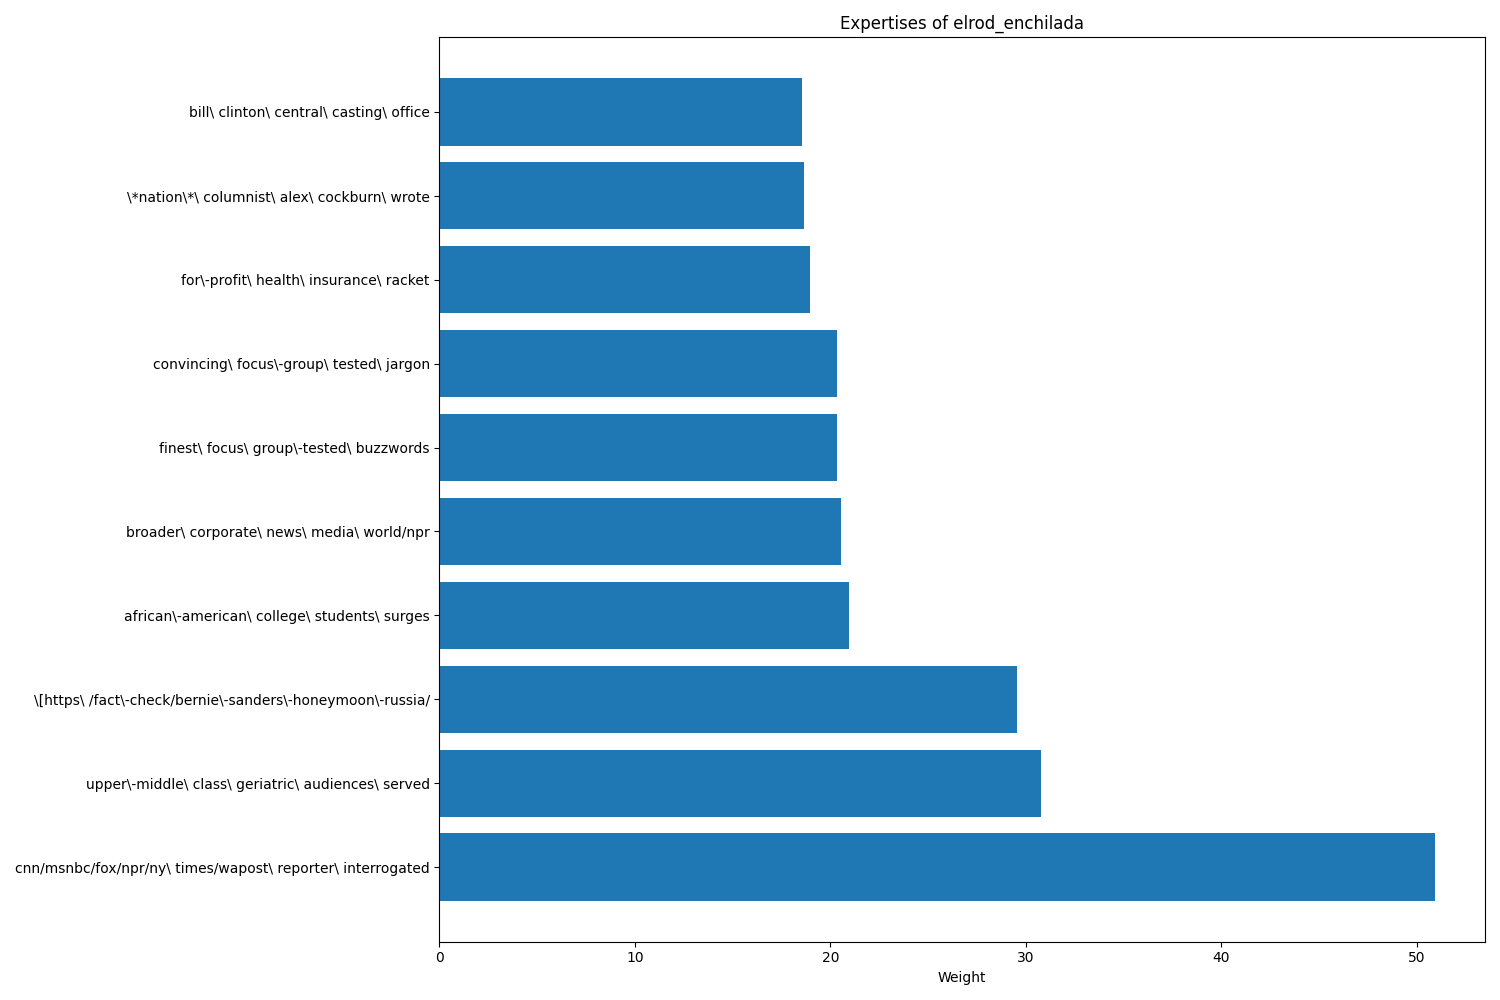 Expertises of elrod_enchilada
bill\ clinton\ central\ casting\ office
\*nation\*\ columnist\ alex\ cockburn\ wrote
for\-profit\ health\ insurance\ racket
convincing\ focus\-group\ tested\ jargon
finest\ focus\ group\-tested\ buzzwords
broader\ corporate\ news\ media\ world/npr
african\-american\ college\ students\ surges
\[https\ /fact\-check/bernie\-sanders\-honeymoon\-russia/
upper\-middle\ class\ geriatric\ audiences\ served
cnn/msnbc/fox/npr/ny\ times/wapost\ reporter\ interrogated
0 10 20 30 40 50
Weight